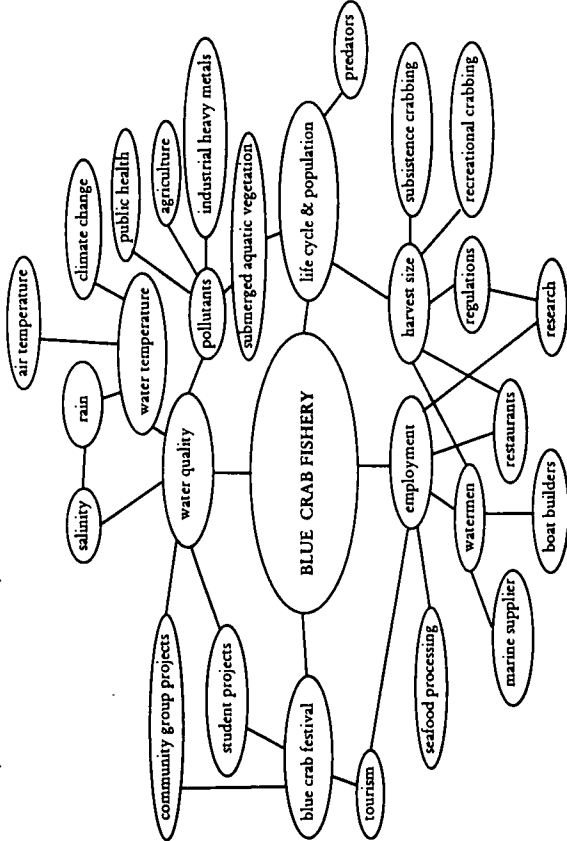 air temperature
climate change
public health
agriculture
industrial heavy metals
submerged aquatic vegetation
predators
rain
water temperature
pollutants
life cycle & population
subsistence crabbing
recreational crabbing
salinity
water quality
BLUE CRAB FISHERY
harvest size
regulations
research
employment
restaurants
watermen
boat builders
community group projects
student projects
blue crab festival
tourism
seafood processing
marine supplier